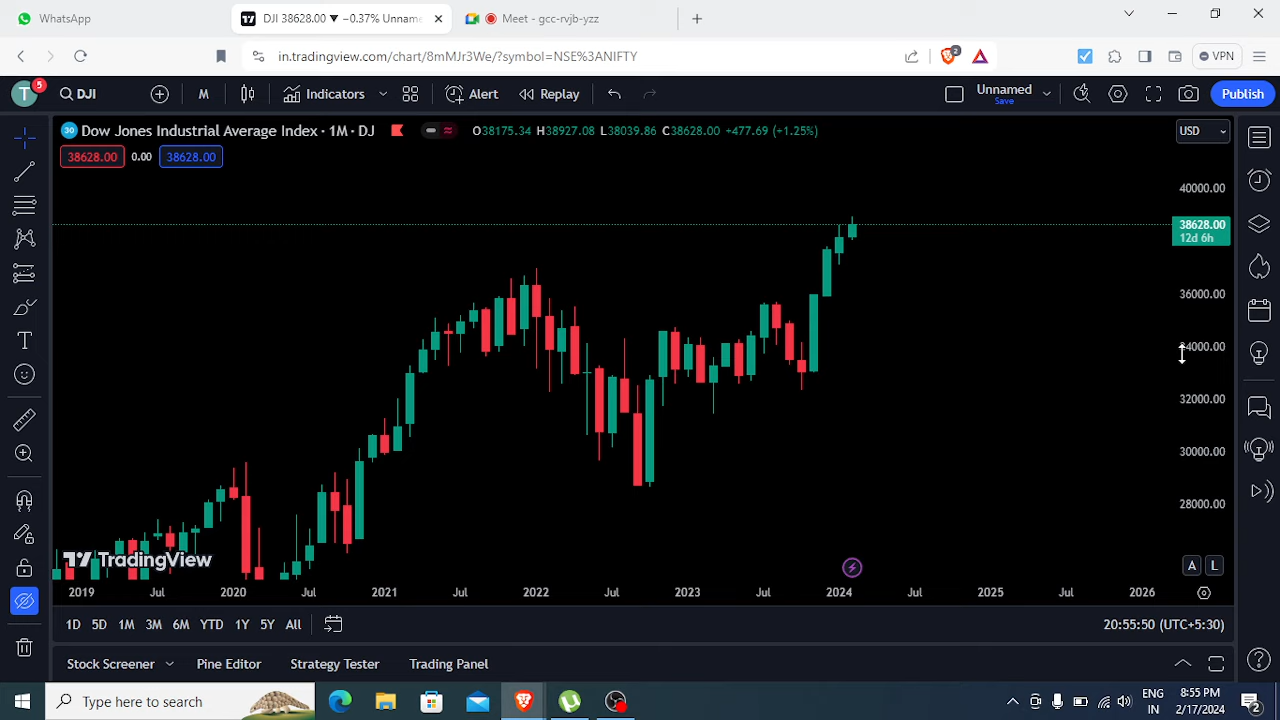 WhatsApp
DJI 38628.00 ▼ −0.37% Unnam
Meet - gcc-rvjb-yzz
in.tradingview.com/chart/8mMJr3We/?symbol=NSE%3ANIFTY
2
VPN
T
5
DJI
M
Indicators
Alert
Replay
Unnamed
Save
Publish
30
Dow Jones Industrial Average Index · 1M · DJ
O38175.34 H38927.08 L38039.86 C38628.00 +477.69 (+1.25%)
USD
38628.00
0.00
38628.00
40000.00
38628.00
12d 6h
36000.00
34000.00
32000.00
30000.00
28000.00
TradingView
A
L
2019 Jul 2020 Jul 2021 Jul 2022 Jul 2023 Jul 2024 Jul 2025 Jul 2026
1D 5D 1M 3M 6M YTD 1Y 5Y All
20:55:50 (UTC+5:30)
Stock Screener
Pine Editor
Strategy Tester
Trading Panel
Type here to search
ENG
IN
8:55 PM
2/17/2024
2